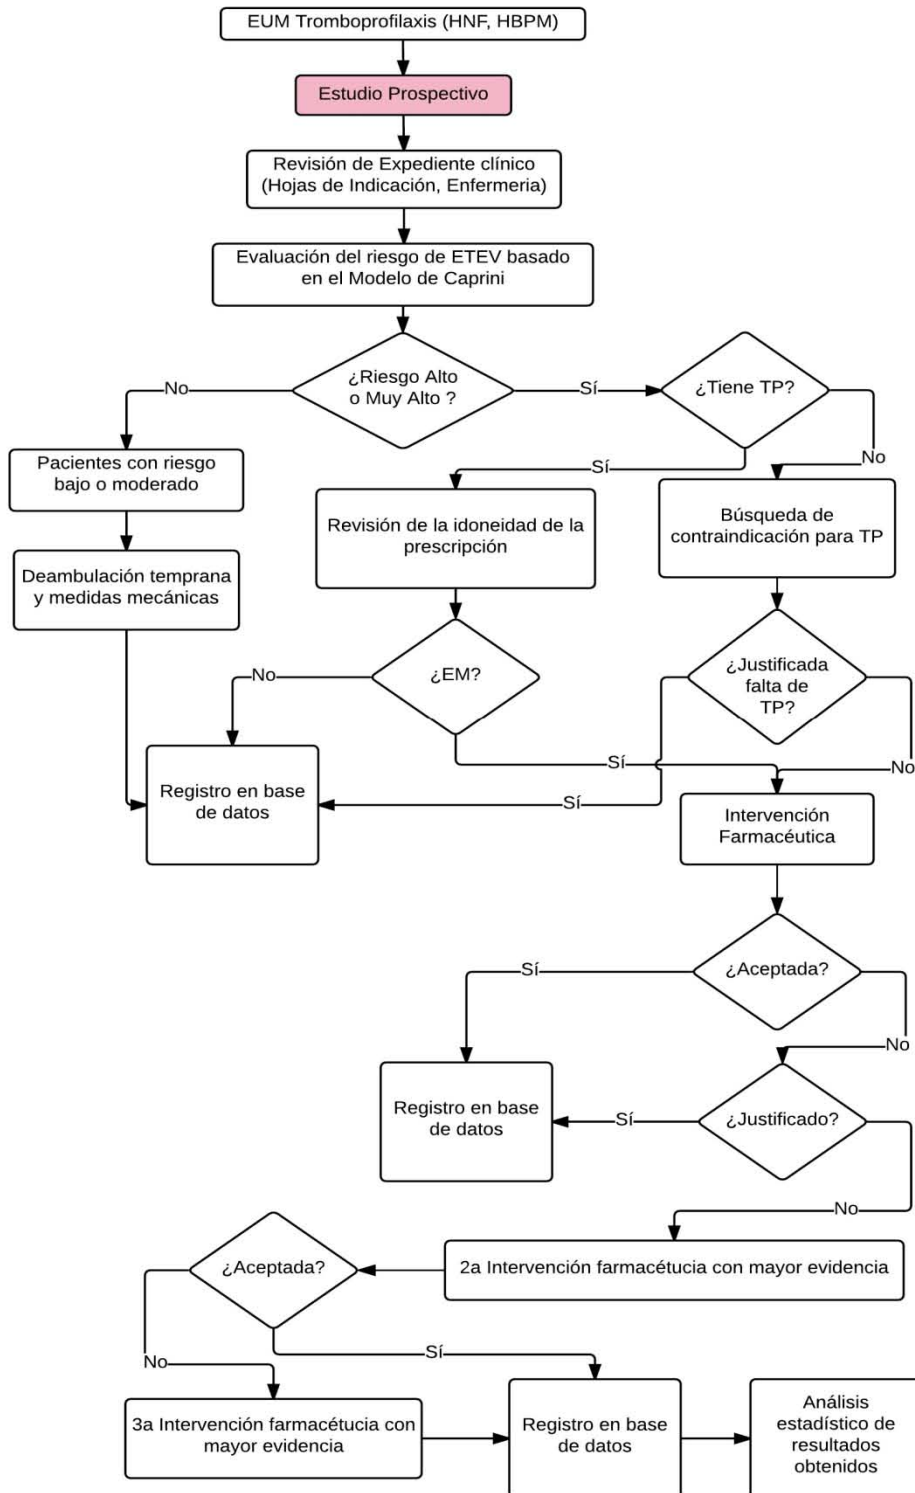 EUM Tromboprofilaxis (HNF, HBPM)
Estudio Prospectivo
Revisión de Expediente clínico
(Hojas de Indicación, Enfermeria)
Evaluación del riesgo de ETEV basado
en el Modelo de Caprini
¿Riesgo Alto
o Muy Alto ?
No
Sí
¿Tiene TP?
Sí
No
Pacientes con riesgo
bajo o moderado
Revisión de la idoneidad de la
prescripción
Búsqueda de
contraindicación para TP
Deambulación temprana
y medidas mecánicas
¿EM?
No
Sí
¿Justificada
falta de
TP?
No
Sí
Registro en base
de datos
Intervención
Farmacéutica
¿Aceptada?
Sí
No
Registro en base
de datos
Sí
¿Justificado?
No
2a Intervención farmacétucia con mayor evidencia
¿Aceptada?
No
Sí
3a Intervención farmacétucia con
mayor evidencia
Registro en base
de datos
Análisis
estadístico de
resultados
obtenidos